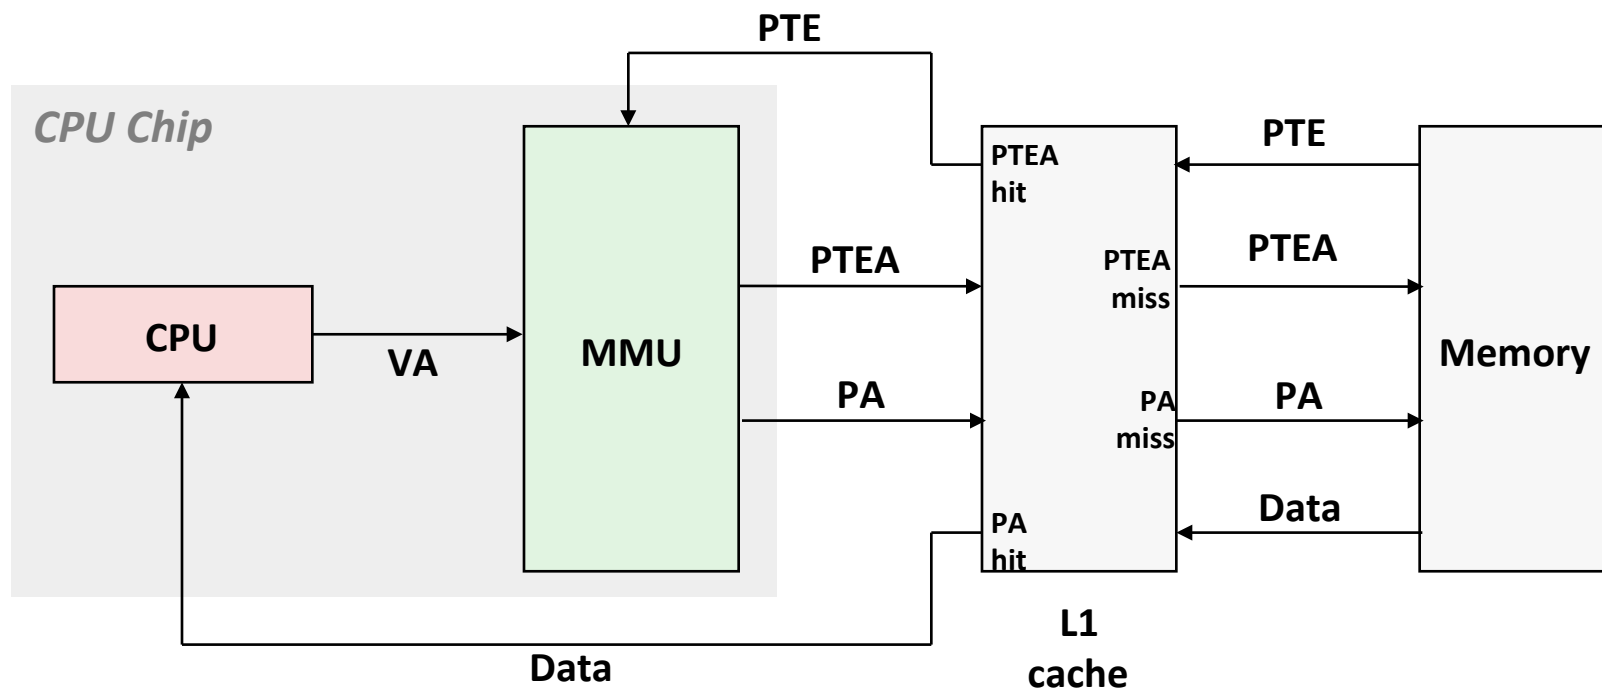 PTE
CPU Chip
PTE
PTEA
hit
PTEA
PTEA
PTEA
miss
CPU
VA
MMU
Memory
PA
PA
miss
PA
Data
PA
hit
L1
cache
Data